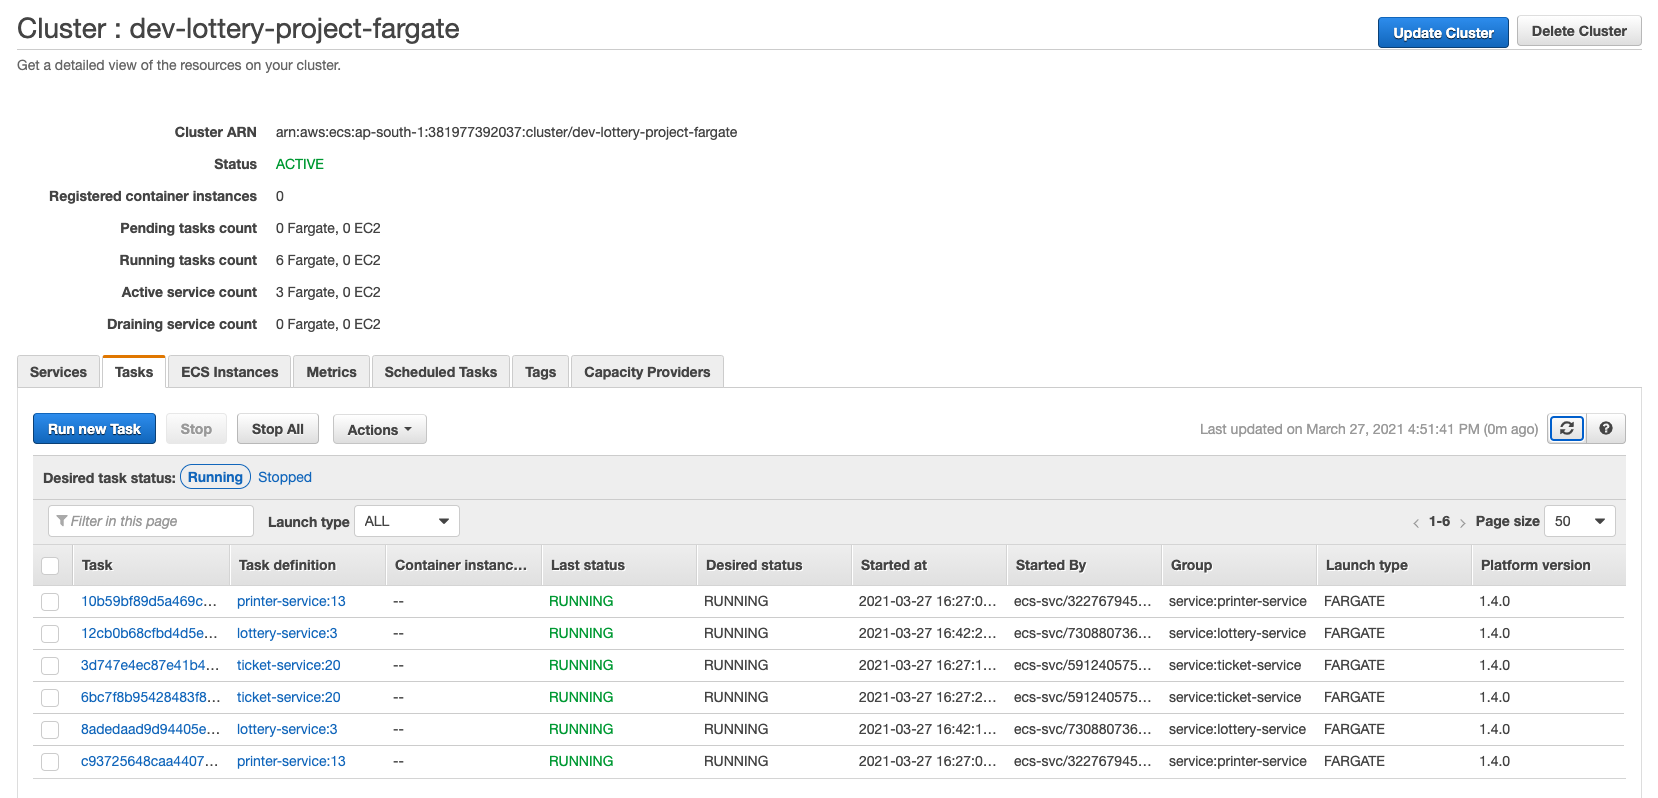 Cluster : dev-lottery-project-fargate
Update Cluster
Delete Cluster
Get a detailed view of the resources on your cluster.
Cluster ARN arn:aws:ecs:ap-south-1:381977392037:cluster/dev-lottery-project-fargate
Status ACTIVE
Registered container instances 0
Pending tasks count 0 Fargate, 0 EC2
Running tasks count 6 Fargate, 0 EC2
Active service count 3 Fargate, 0 EC2
Draining service count 0 Fargate, 0 EC2
Services Tasks ECS Instances Metrics Scheduled Tasks Tags Capacity Providers
Run new Task Stop Stop All Actions Last updated on March 27, 2021 4:51:41 PM (0m ago) ?
Desired task status: Running Stopped
Filter in this page Launch type ALL < 1-6 > Page size 50
Task Task definition Container instanc... Last status Desired status Started at Started By Group Launch type Platform version
10b59bf89d5a469c... printer-service:13 -- RUNNING RUNNING 2021-03-27 16:27:0... ecs-svc/322767945... service:printer-service FARGATE 1.4.0
12cb0b68cfbd4d5e... lottery-service:3 -- RUNNING RUNNING 2021-03-27 16:42:2... ecs-svc/730880736... service:lottery-service FARGATE 1.4.0
3d747e4ec87e41b4... ticket-service:20 -- RUNNING RUNNING 2021-03-27 16:27:1... ecs-svc/591240575... service:ticket-service FARGATE 1.4.0
6bc7f8b95428483f8... ticket-service:20 -- RUNNING RUNNING 2021-03-27 16:27:2... ecs-svc/591240575... service:ticket-service FARGATE 1.4.0
8adedaad9d94405e... lottery-service:3 -- RUNNING RUNNING 2021-03-27 16:42:1... ecs-svc/730880736... service:lottery-service FARGATE 1.4.0
c93725648caa4407... printer-service:13 -- RUNNING RUNNING 2021-03-27 16:27:0... ecs-svc/322767945... service:printer-service FARGATE 1.4.0